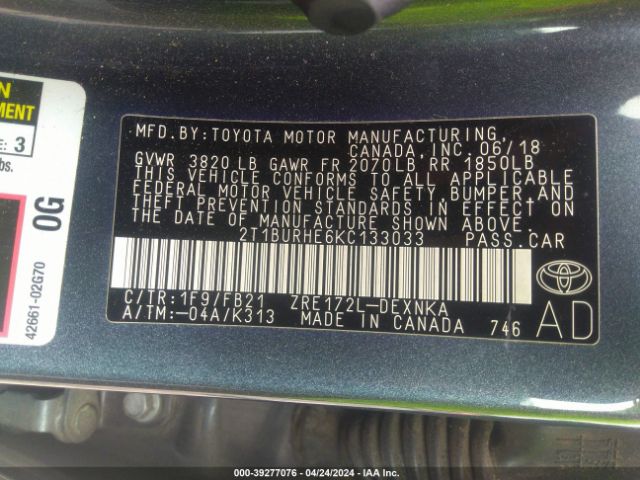 N
MENT
E: 3
bs.
OG
42661-02G70
MFD.BY:TOYOTA MOTOR MANUFACTURING,
CANADA, INC. 06/18
GVWR 3820 LB GAWR FR 2070LB, RR 1850LB
THIS VEHICLE CONFORMS TO ALL APPLICABLE
FEDERAL MOTOR VEHICLE SAFETY, BUMPER, AND
THEFT PREVENTION STANDARDS IN EFFECT ON
THE DATE OF MANUFACTURE SHOWN ABOVE.
2T1BURHE6KC133033 PASS.CAR
C/TR:1F9/FB21 ZRE172L-DEXNKA
A/TM:-04A/K313 MADE IN CANADA 746
AD
000-39277076 - 04/24/2024 - IAA Inc.